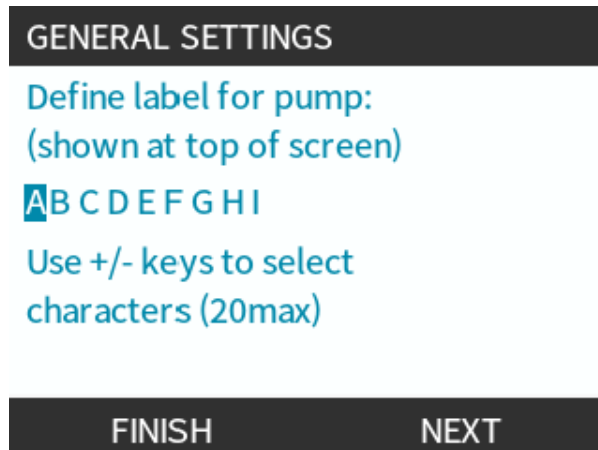 GENERAL SETTINGS
Define label for pump:
(shown at top of screen)
A B C D E F G H I
Use +/- keys to select
characters (20max)
FINISH NEXT